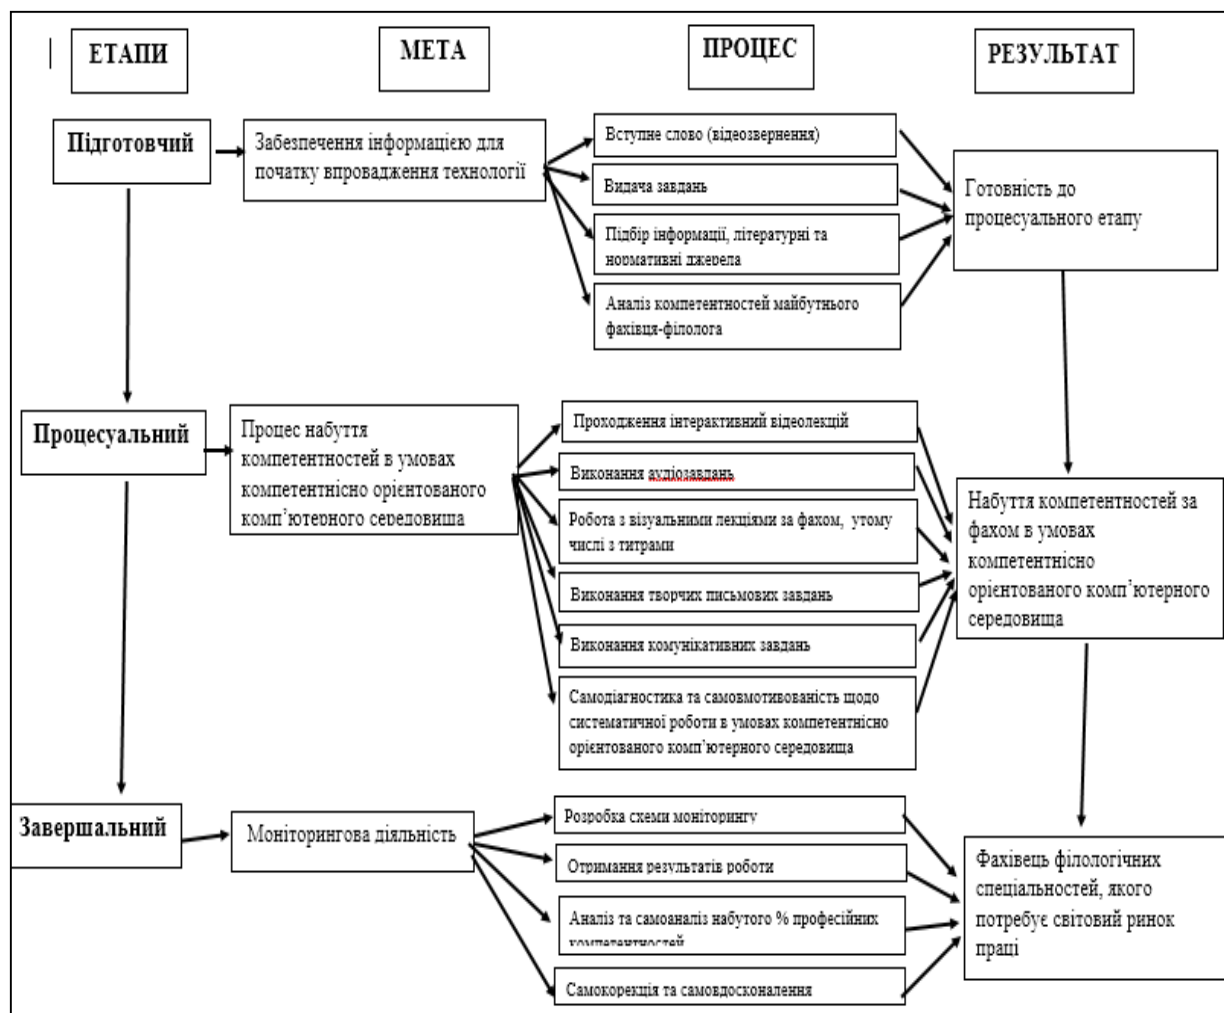 ЕТАПИ
МЕТА
ПРОЦЕС
РЕЗУЛЬТАТ
Підготовчий
Забезпечення інформацією для
початку впровадження технології
Вступне слово (відеозвернення)
Видача завдань
Підбір інформації, літературні та
нормативні джерела
Аналіз компетентностей майбутнього
фахівця-філолога
Готовність до
процесуального етапу
Процесуальний
Процес набуття
компетентностей в умовах
компетентнісно орієнтованого
комп’ютерного середовища
Проходження інтерактивний відеолекцій
Виконання аудіозавдань
Робота з візуальними лекціями за фахом, утому
числі з титрами
Виконання творчих письмових завдань
Виконання комунікативних завдань
Самодіагностика та самовмотивованість щодо
систематичної роботи в умовах компетентнісно
орієнтованого комп’ютерного середовища
Набуття компетентностей за
фахом в умовах
компетентнісно
орієнтованого комп’ютерного
середовища
Завершальний
Моніторингова діяльність
Розробка схеми моніторингу
Отримання результатів роботи
Аналіз та самоаналіз набутого % професійних
компетентностей
Самокорекція та самовдосконалення
Фахівець філологічних
спеціальностей, якого
потребує світовий ринок
праці